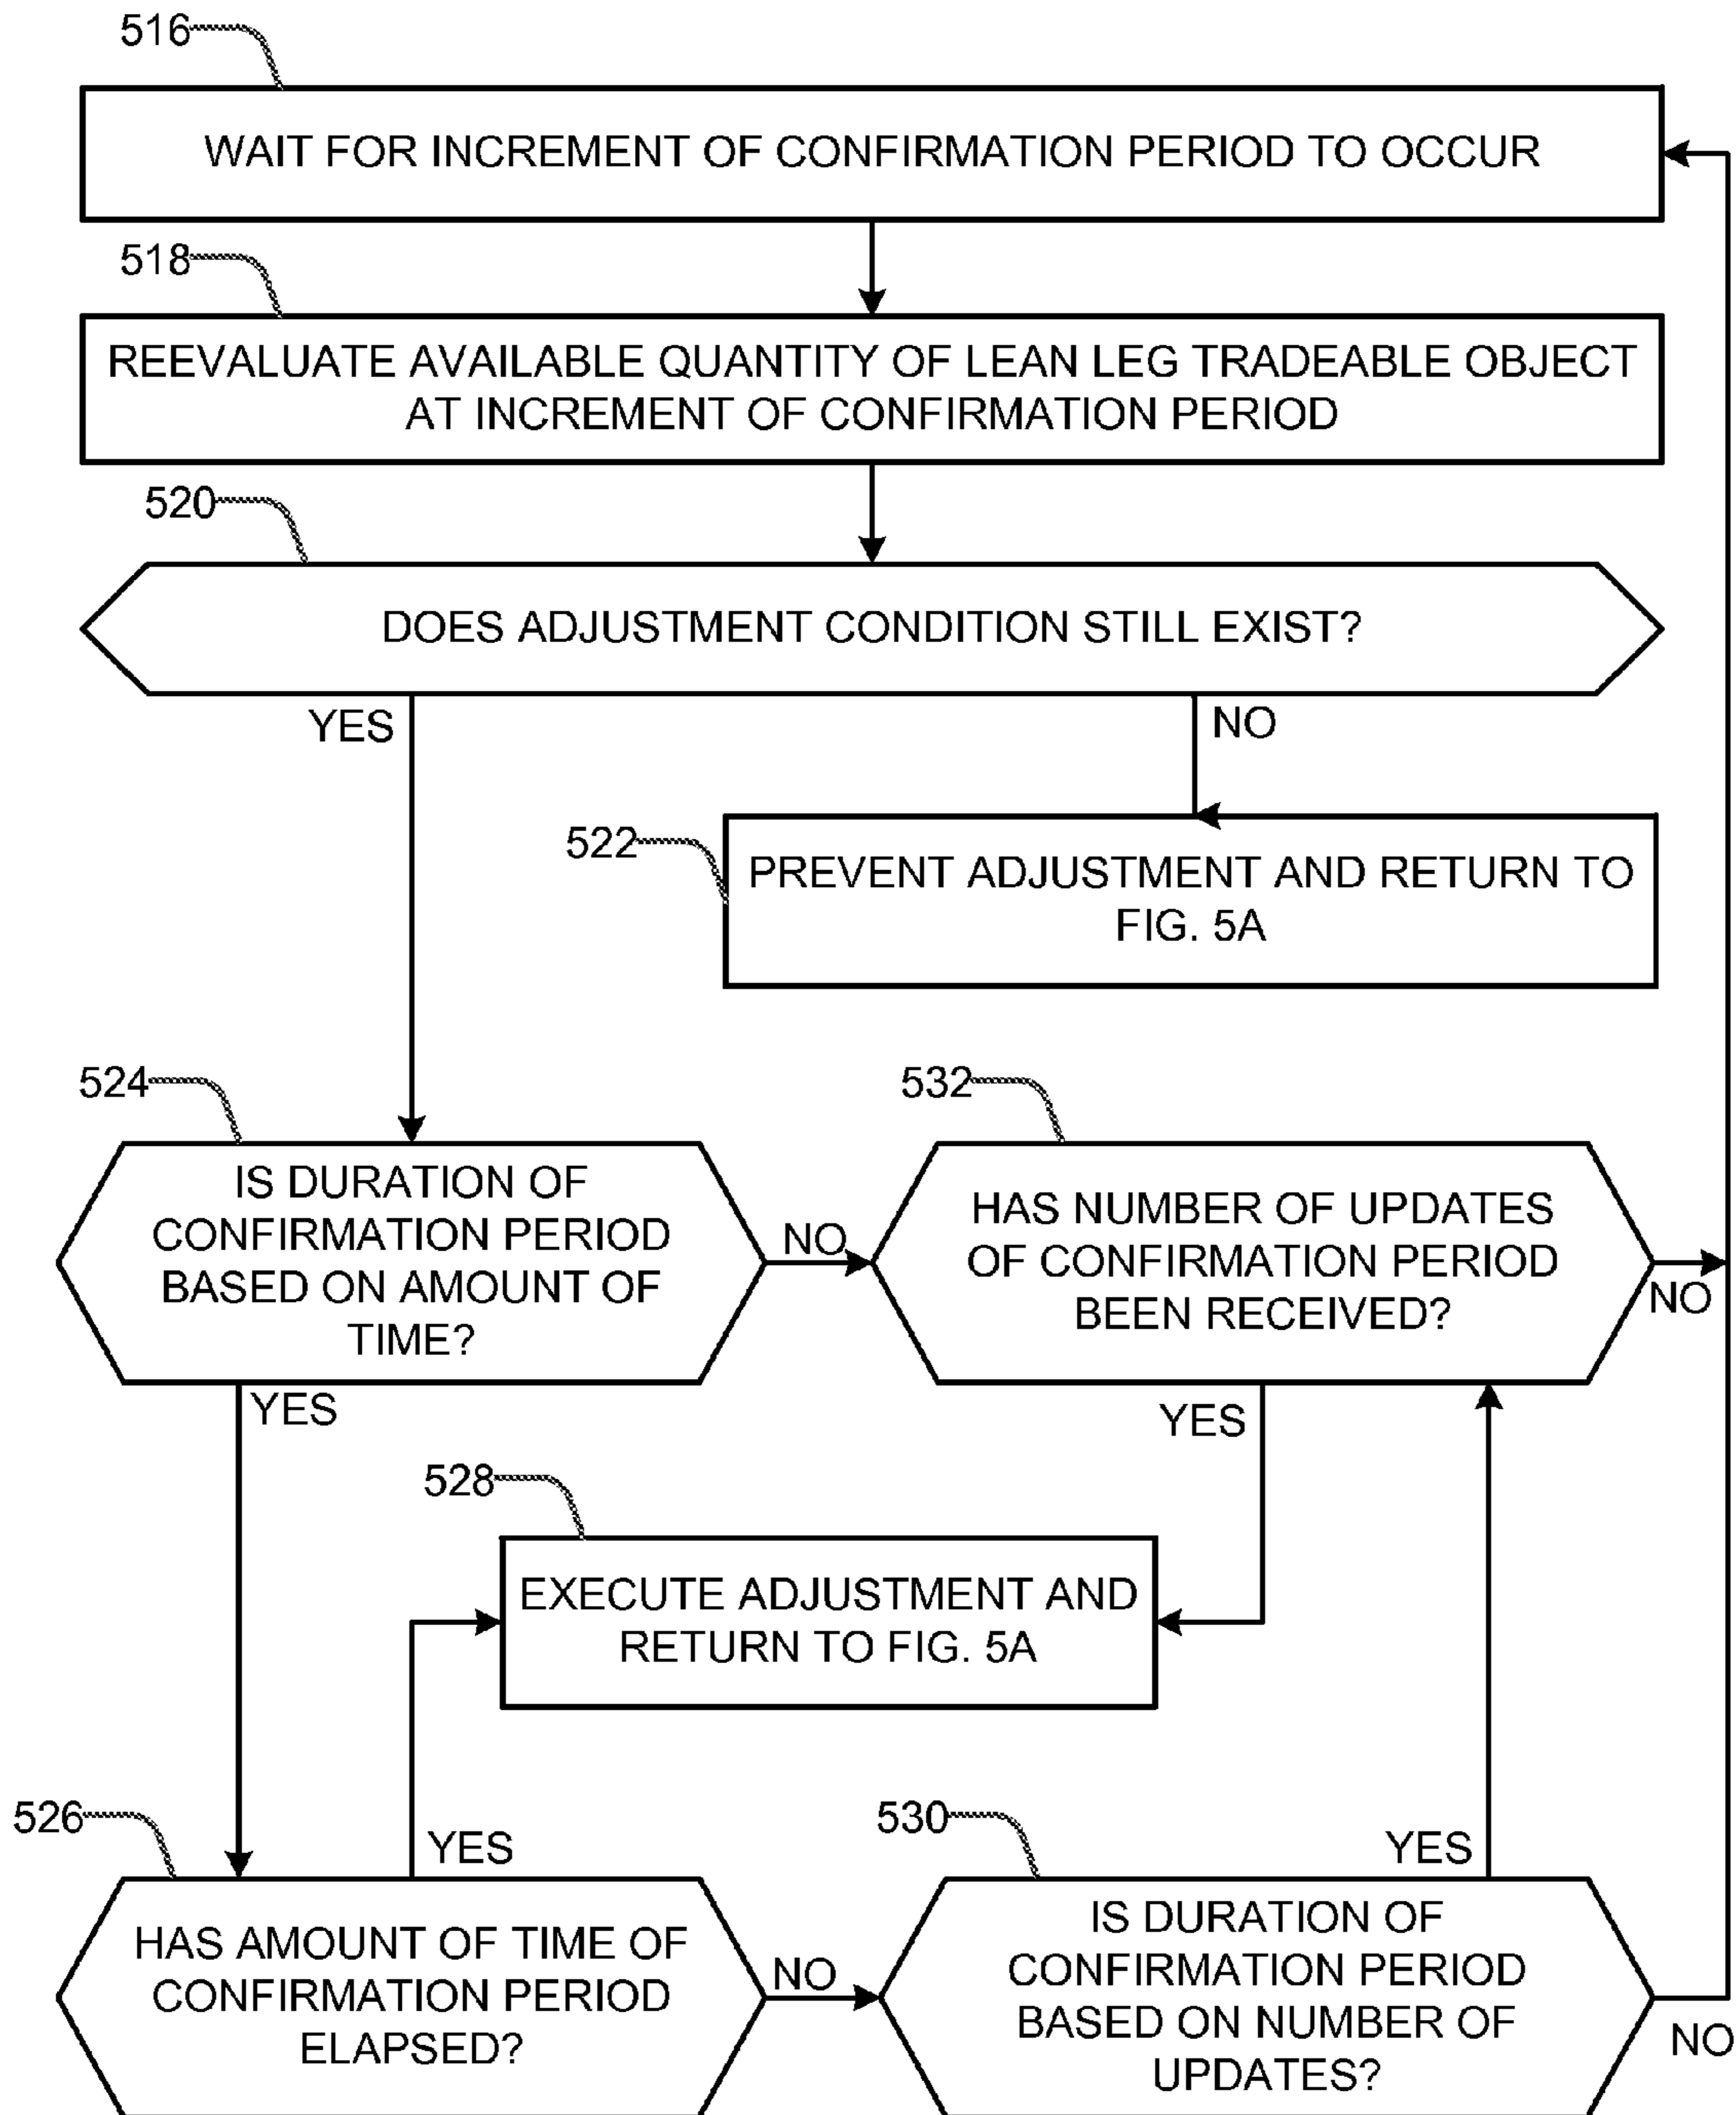 516
WAIT FOR INCREMENT OF CONFIRMATION PERIOD TO OCCUR
518
REEVALUATE AVAILABLE QUANTITY OF LEAN LEG TRADEABLE OBJECT
AT INCREMENT OF CONFIRMATION PERIOD
520
DOES ADJUSTMENT CONDITION STILL EXIST?
YES
NO
522
PREVENT ADJUSTMENT AND RETURN TO
FIG. 5A
524
IS DURATION OF
CONFIRMATION PERIOD
BASED ON AMOUNT OF
TIME?
NO
532
HAS NUMBER OF UPDATES
OF CONFIRMATION PERIOD
BEEN RECEIVED?
NO
YES
YES
528
EXECUTE ADJUSTMENT AND
RETURN TO FIG. 5A
526
YES
HAS AMOUNT OF TIME OF
CONFIRMATION PERIOD
ELAPSED?
NO
530
YES
IS DURATION OF
CONFIRMATION PERIOD
BASED ON NUMBER OF
UPDATES?
NO